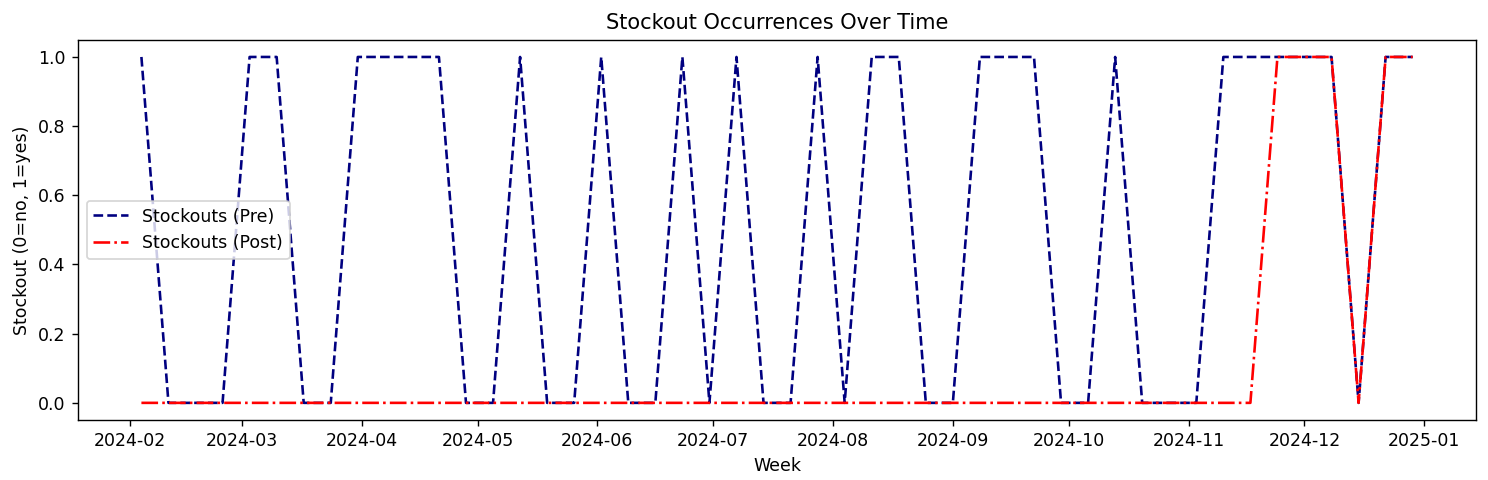 Stockout Occurrences Over Time
Stockout (0=no, 1=yes)
1.0
0.8
0.6
0.4
0.2
0.0
Stockouts (Pre)
Stockouts (Post)
2024-02 2024-03 2024-04 2024-05 2024-06 2024-07 2024-08 2024-09 2024-10 2024-11 2024-12 2025-01
Week